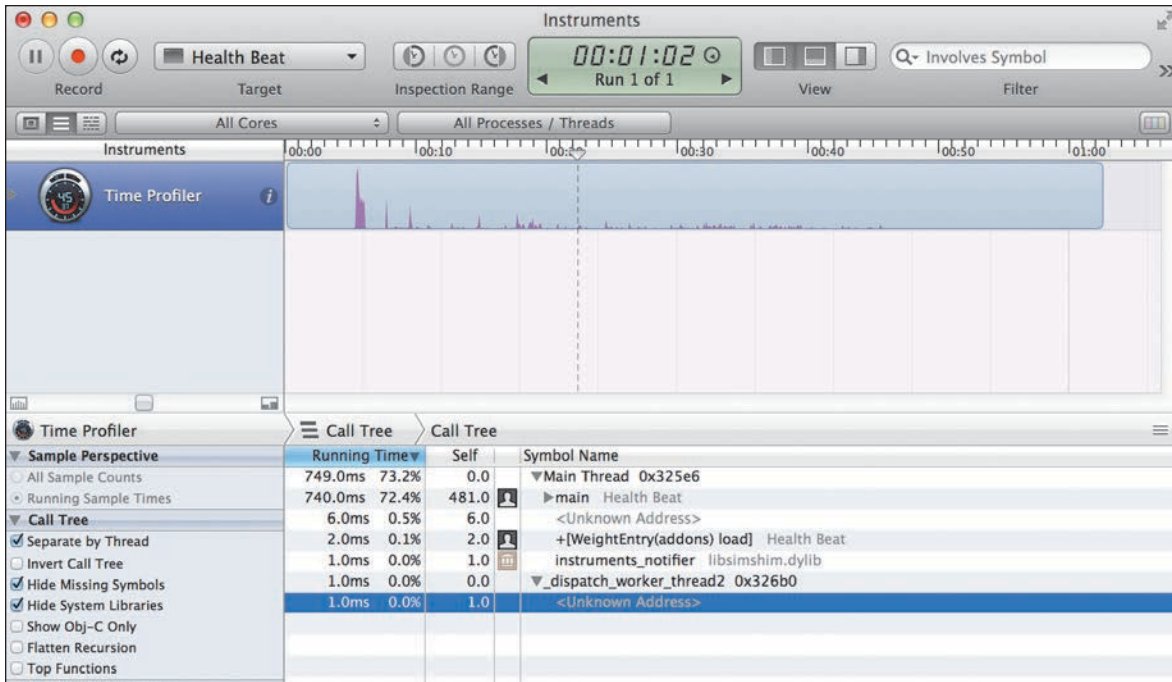 Instruments
Health Beat
00:01:02
Run 1 of 1
Involves Symbol
Record
Target
Inspection Range
View
Filter
All Cores
All Processes / Threads
Instruments
00:00
00:10
00:30
00:40
00:50
01:00
Time Profiler
Time Profiler
Call Tree
Call Tree
Sample Perspective
Running Time Self Symbol Name
All Sample Counts
749.0ms 73.2% 0.0 Main Thread 0x325e6
Running Sample Times
740.0ms 72.4% 481.0 main Health Beat
Call Tree
6.0ms 0.5% 6.0 <Unknown Address>
Separate by Thread
2.0ms 0.1% 2.0 +[WeightEntry(addons) load] Health Beat
Invert Call Tree
1.0ms 0.0% 1.0 instruments_notifier libsimshim.dylib
Hide Missing Symbols
1.0ms 0.0% 0.0 _dispatch_worker_thread2 0x326b0
Hide System Libraries
1.0ms 0.0% 1.0 <Unknown Address>
Show Obj-C Only
Flatten Recursion
Top Functions